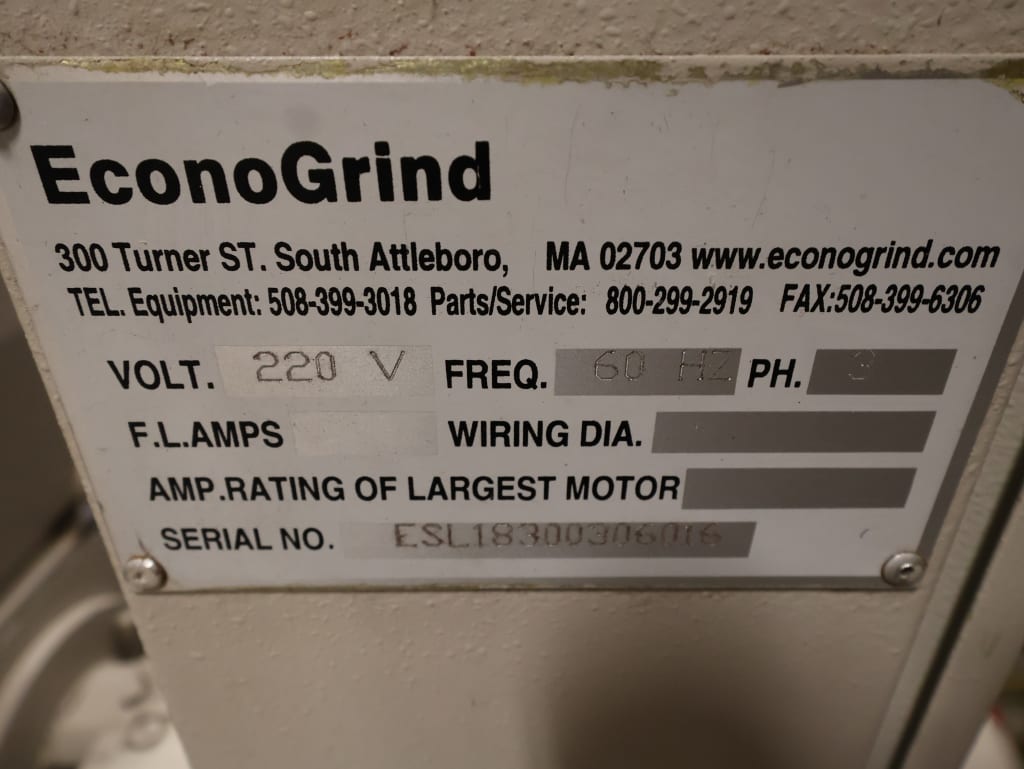 EconoGrind
300 Turner ST. South Attleboro, MA 02703 www.econogrind.com
TEL. Equipment: 508-399-3018 Parts/Service: 800-299-2919 FAX:508-399-6306
VOLT. 220 V FREQ. 60 HZ PH. 3
F.L.AMPS WIRING DIA.
AMP.RATING OF LARGEST MOTOR
SERIAL NO. ESL18300306016